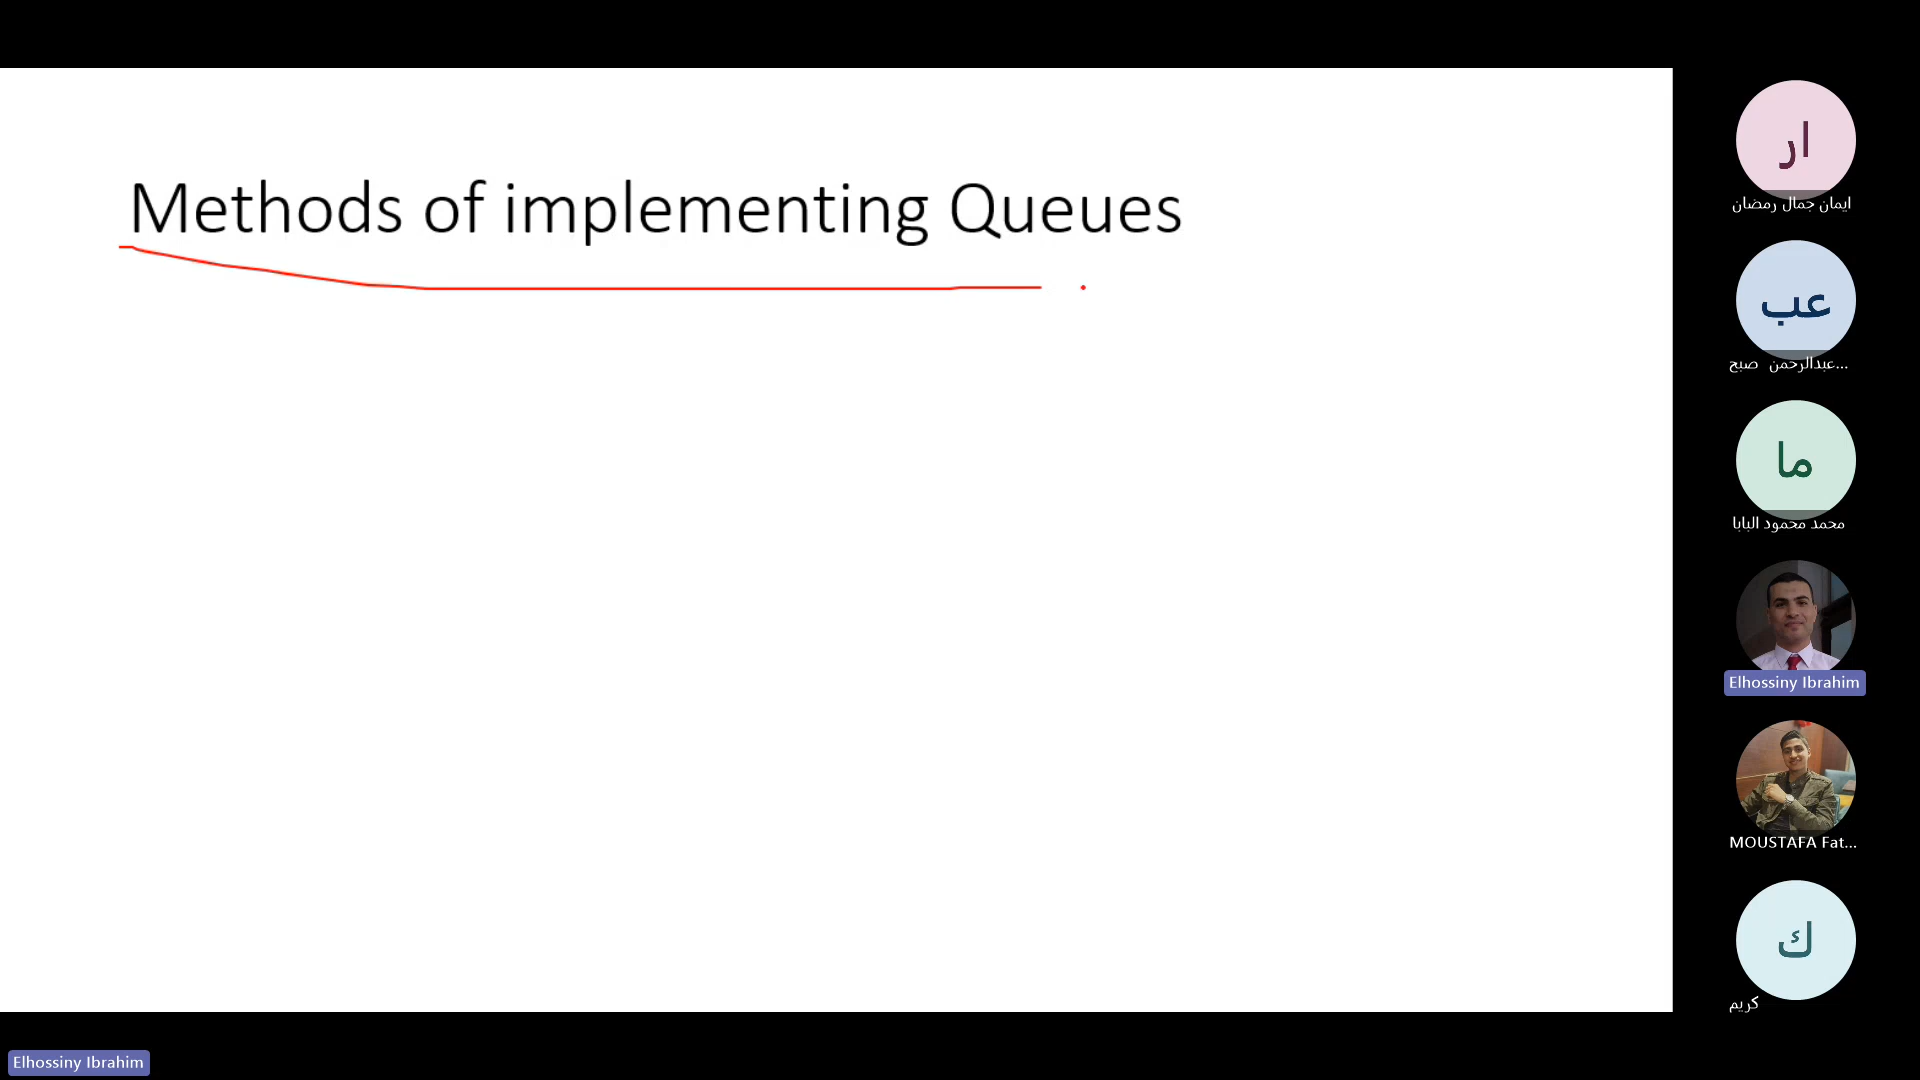 Methods of implementing Queues
ار
ايمان جمال رمضان
عب
عبدالرحمن صبح...
ما
محمد محمود البابا
Elhossiny Ibrahim
MOUSTAFA Fat...
ك
كريم
Elhossiny Ibrahim